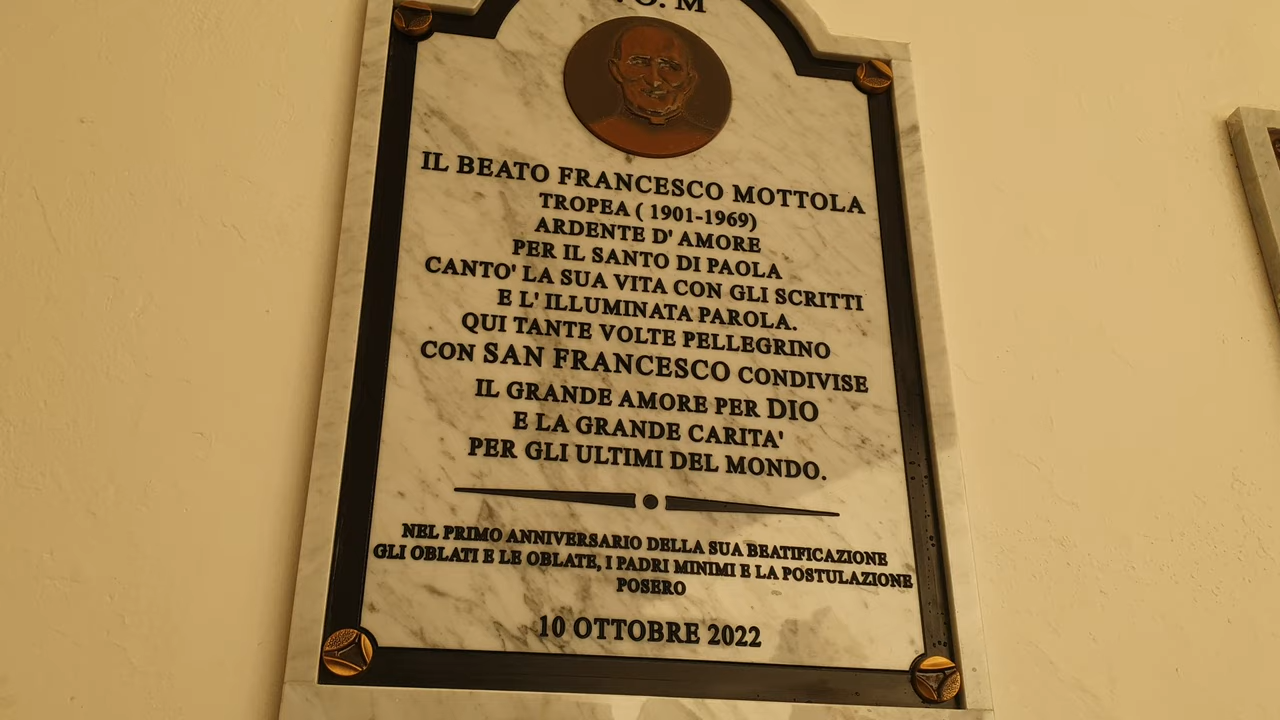 . O. M
IL BEATO FRANCESCO MOTTOLA
TROPEA ( 1901-1969)
ARDENTE D' AMORE
PER IL SANTO DI PAOLA
CANTO' LA SUA VITA CON GLI SCRITTI
E L' ILLUMINATA PAROLA.
QUI TANTE VOLTE PELLEGRINO
CON SAN FRANCESCO CONDIVISE
IL GRANDE AMORE PER DIO
E LA GRANDE CARITA'
PER GLI ULTIMI DEL MONDO.
NEL PRIMO ANNIVERSARIO DELLA SUA BEATIFICAZIONE
GLI OBLATI E LE OBLATE, I PADRI MINIMI E LA POSTULAZIONE
POSERO
10 OTTOBRE 2022